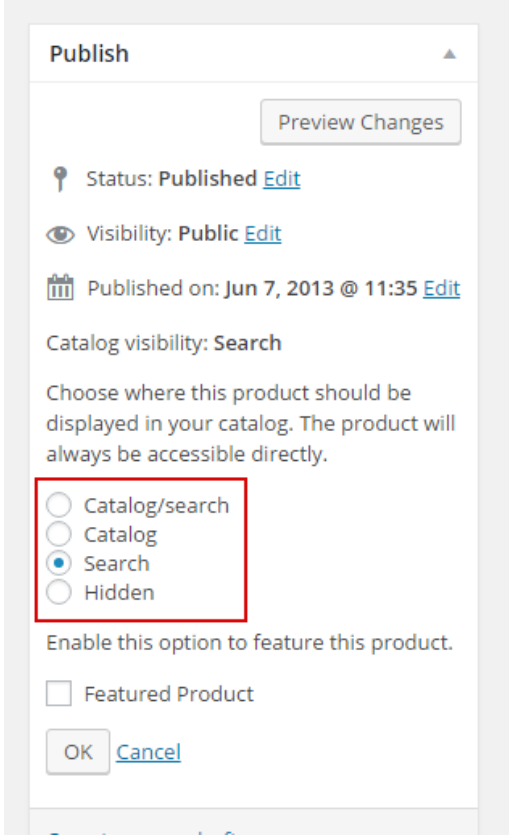 Publish
Preview Changes
Status: Published Edit
Visibility: Public Edit
Published on: Jun 7, 2013 @ 11:35 Edit
Catalog visibility: Search
Choose where this product should be
displayed in your catalog. The product will
always be accessible directly.
Catalog/search
Catalog
Search
Hidden
Enable this option to feature this product.
Featured Product
OK Cancel